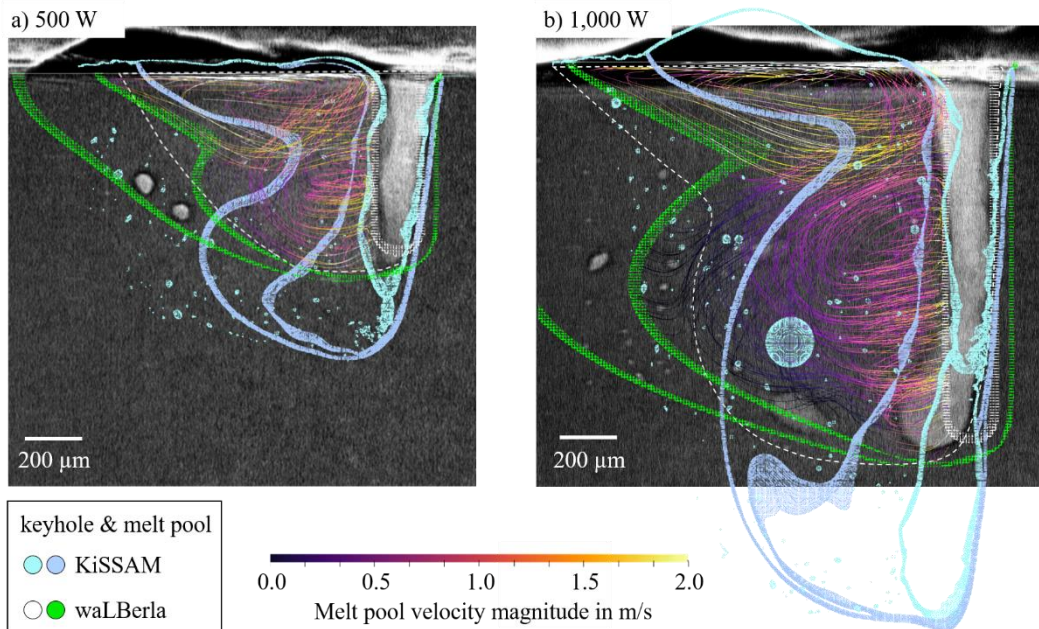 a) 500 W
b) 1,000 W
200 µm
200 µm
keyhole & melt pool
KiSSAM
waLBerla
0.0 0.5 1.0 1.5 2.0
Melt pool velocity magnitude in m/s